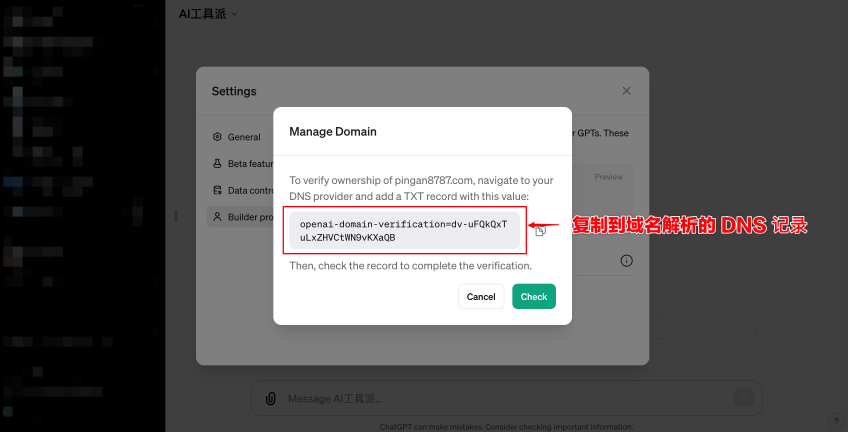 AI工具派
Settings
General
Beta featur
Data contro
Builder pro
r GPTs. These
Preview
Manage Domain
To verify ownership of pingan8787.com, navigate to your
DNS provider and add a TXT record with this value:
openai-domain-verification=dv-uFQkQxT
uLxZHVCtWN9vKXaQB
复制到域名解析的 DNS 记录
Then, check the record to complete the verification.
Cancel
Check
Message AI工具派…
ChatGPT can make mistakes. Consider checking important information.
?